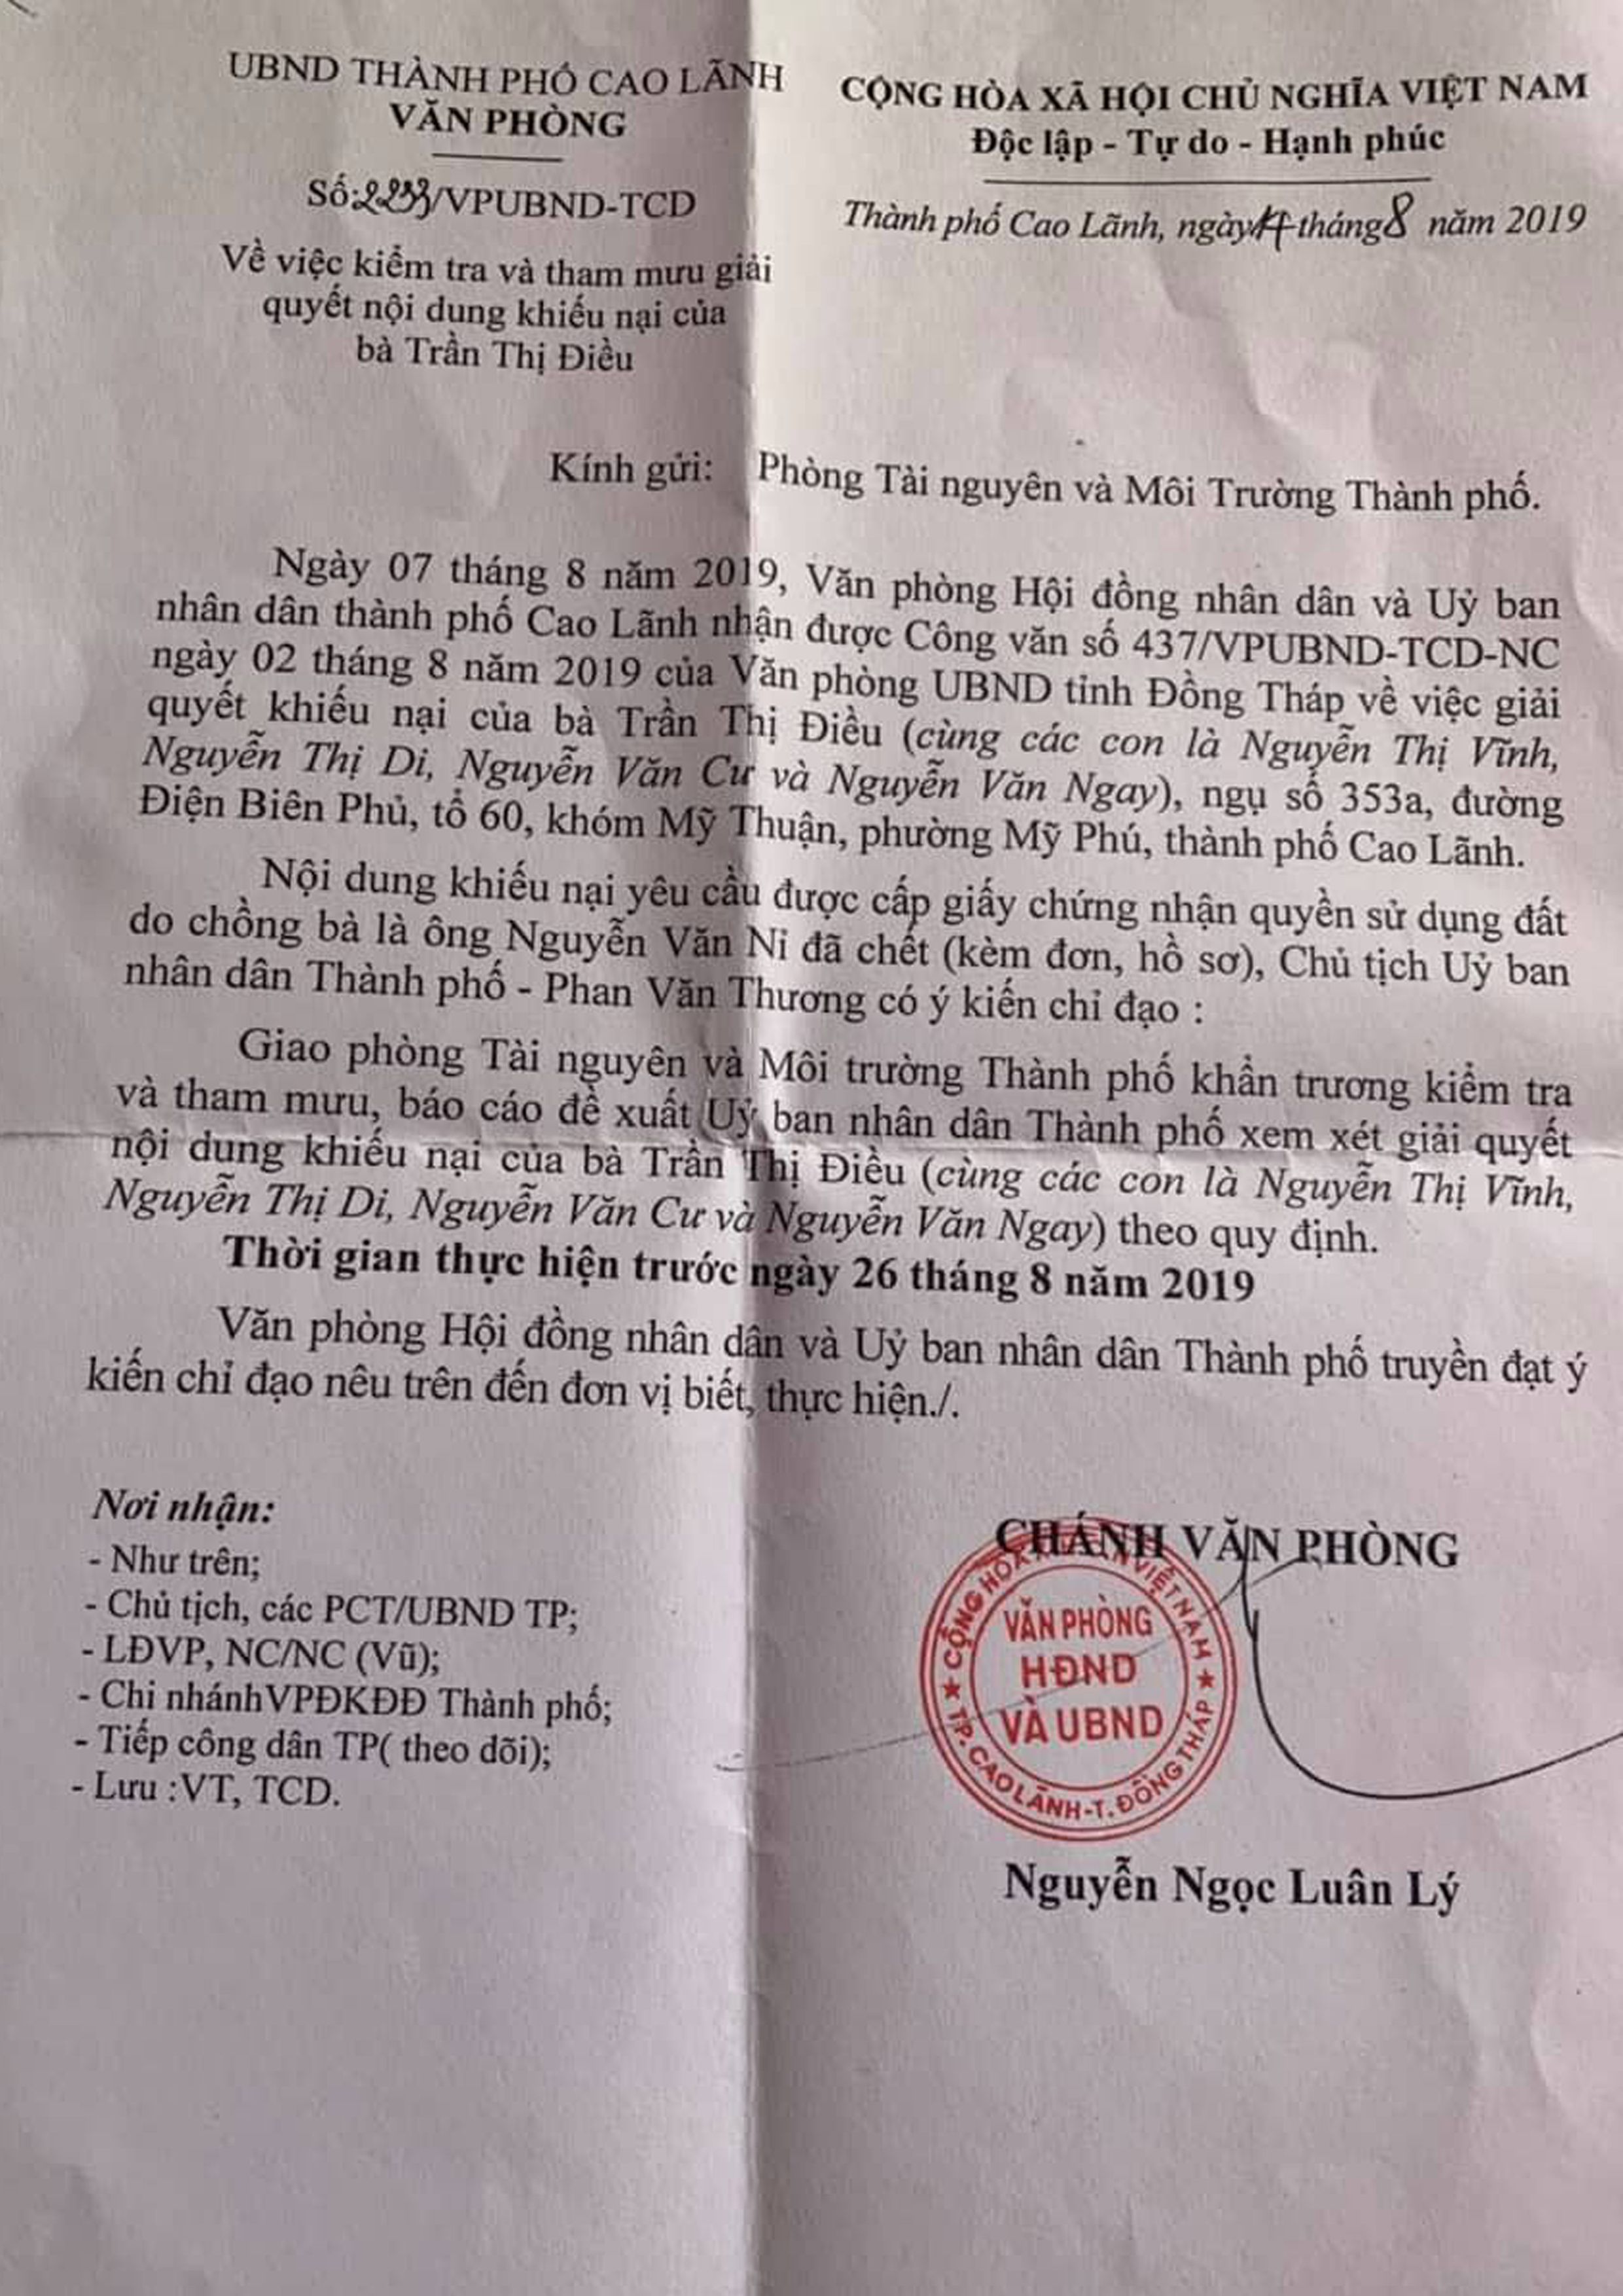 UBND THÀNH PHỐ CAO LÃNH
VĂN PHÒNG
Số:2233/VPUBND-TCD
Về việc kiểm tra và tham mưu giải
quyết nội dung khiếu nại của
bà Trần Thị Điều
CỘNG HÒA XÃ HỘI CHỦ NGHĨA VIỆT NAM
Độc lập - Tự do - Hạnh phúc
Thành phố Cao Lãnh, ngày 14 tháng 8 năm 2019
Kính gửi: Phòng Tài nguyên và Môi Trường Thành phố.
Ngày 07 tháng 8 năm 2019, Văn phòng Hội đồng nhân dân và Uỷ ban
nhân dân thành phố Cao Lãnh nhận được Công văn số 437/VPUBND-TCD-NC
ngày 02 tháng 8 năm 2019 của Văn phòng UBND tỉnh Đồng Tháp về việc giải
quyết khiếu nại của bà Trần Thị Điều (cùng các con là Nguyễn Thị Vĩnh,
Nguyễn Thị Di, Nguyễn Văn Cư và Nguyễn Văn Ngay), ngụ số 353a, đường
Điện Biên Phủ, tổ 60, khóm Mỹ Thuận, phường Mỹ Phú, thành phố Cao Lãnh.
Nội dung khiếu nại yêu cầu được cấp giấy chứng nhận quyền sử dụng đất
do chồng bà là ông Nguyễn Văn Ni đã chết (kèm đơn, hồ sơ), Chủ tịch Uỷ ban
nhân dân Thành phố - Phan Văn Thương có ý kiến chỉ đạo :
Giao phòng Tài nguyên và Môi trường Thành phố khẩn trương kiểm tra
và tham mưu, báo cáo đề xuất Uỷ ban nhân dân Thành phố xem xét giải quyết
nội dung khiếu nại của bà Trần Thị Điều (cùng các con là Nguyễn Thị Vĩnh,
Nguyễn Thị Di, Nguyễn Văn Cư và Nguyễn Văn Ngay) theo quy định.
Thời gian thực hiện trước ngày 26 tháng 8 năm 2019
Văn phòng Hội đồng nhân dân và Uỷ ban nhân dân Thành phố truyền đạt ý
kiến chỉ đạo nêu trên đến đơn vị biết, thực hiện./.
Nơi nhận:
- Như trên;
- Chủ tịch, các PCT/UBND TP;
- LĐVP, NC/NC (Vũ);
- Chi nhánhVPĐKĐĐ Thành phố;
- Tiếp công dân TP( theo dõi);
- Lưu :VT, TCD.
CHÁNH VĂN PHÒNG
CỘNG HÒA VIỆT NAM
VĂN PHÒNG
HĐND
VÀ UBND
TP. CAO LÃNH-T. ĐỒNG THÁP
Nguyễn Ngọc Luân Lý